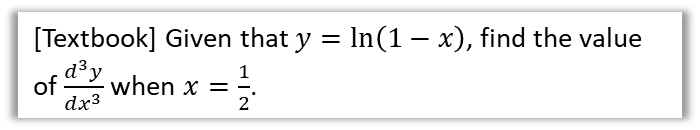 [Textbook] Given that y = ln(1 − x), find the value
of d³y/dx³ when x = 1/2.